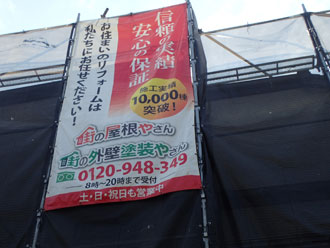 信頼の実績
安心の保証
お住まいのリフォームは
私たちにお任せください！
施工実績
10,000棟
突破！
街の屋根やさん
街の外壁塗装やさん
0120-948-349
8時〜20時まで受付
土・日・祝日も営業中